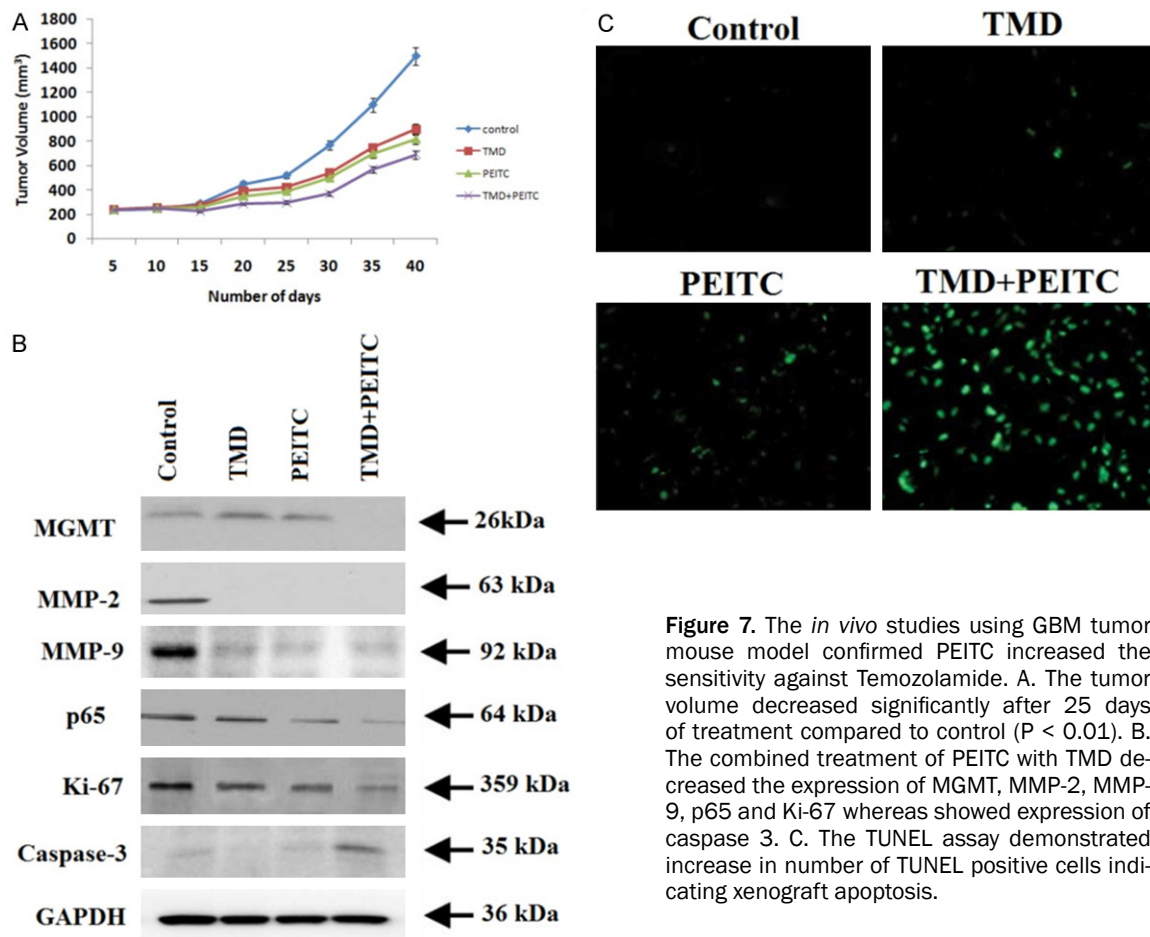 A
1800
1600
1400
1200
1000
800
600
400
200
0
Tumor Volume (mm³)
5 10 15 20 25 30 35 40
Number of days
control
TMD
PEITC
TMD+PEITC
B
Control
TMD
PEITC
TMD+PEITC
MGMT 26kDa
MMP-2 63 kDa
MMP-9 92 kDa
p65 64 kDa
Ki-67 359 kDa
Caspase-3 35 kDa
GAPDH 36 kDa
C
Control TMD
PEITC TMD+PEITC
Figure 7. The in vivo studies using GBM tumor
mouse model confirmed PEITC increased the
sensitivity against Temozolamide. A. The tumor
volume decreased significantly after 25 days
of treatment compared to control (P < 0.01). B.
The combined treatment of PEITC with TMD de-
creased the expression of MGMT, MMP-2, MMP-
9, p65 and Ki-67 whereas showed expression of
caspase 3. C. The TUNEL assay demonstrated
increase in number of TUNEL positive cells indi-
cating xenograft apoptosis.